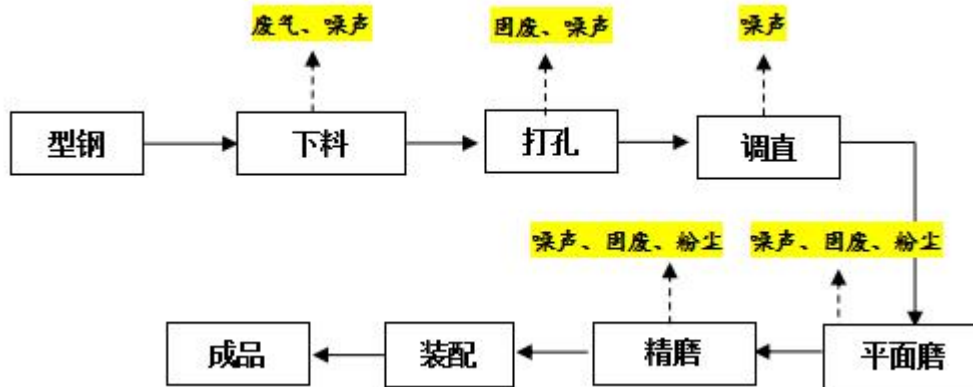 废气、噪声
固废、噪声
噪声
型钢
下料
打孔
调直
噪声、固废、粉尘
噪声、固废、粉尘
成品
装配
精磨
平面磨